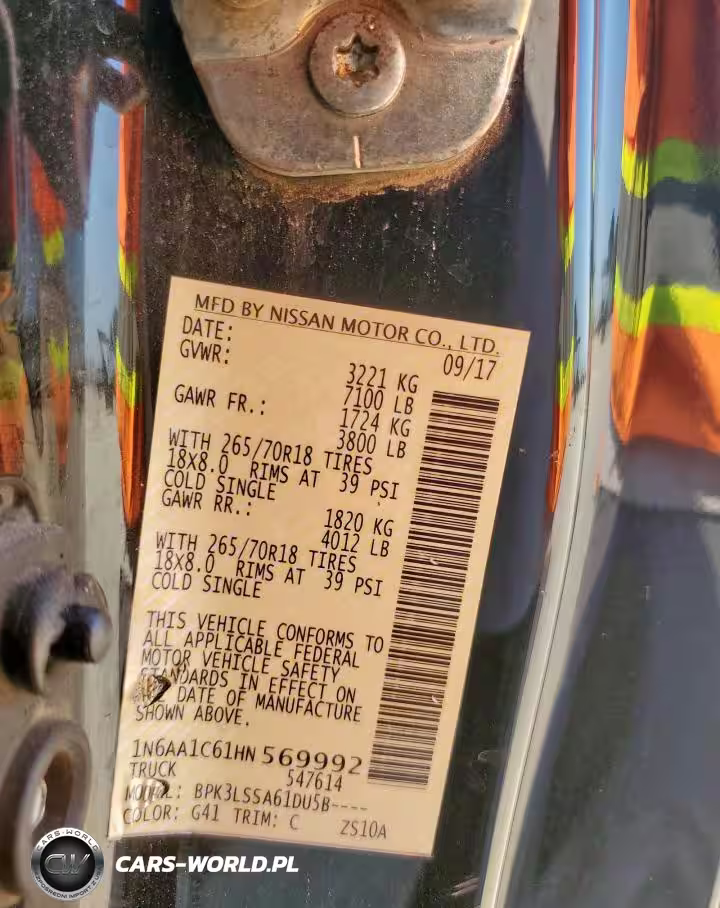 MFD BY NISSAN MOTOR CO., LTD.
DATE: 09/17
GVWR: 3221 KG
7100 LB
GAWR FR.: 1724 KG
3800 LB
WITH 265/70R18 TIRES
18X8.0 RIMS AT 39 PSI
COLD SINGLE
GAWR RR.: 1820 KG
4012 LB
WITH 265/70R18 TIRES
18X8.0 RIMS AT 39 PSI
COLD SINGLE
THIS VEHICLE CONFORMS TO
ALL APPLICABLE FEDERAL
MOTOR VEHICLE SAFETY
STANDARDS IN EFFECT ON
DATE OF MANUFACTURE
SHOWN ABOVE.
1N6AA1C61HN569992
TRUCK 547614
MODEL: BPK3LSSA61DU5B----
COLOR: G41 TRIM: C ZS10A
CARS-WORLD
CW
CARS-WORLD.PL